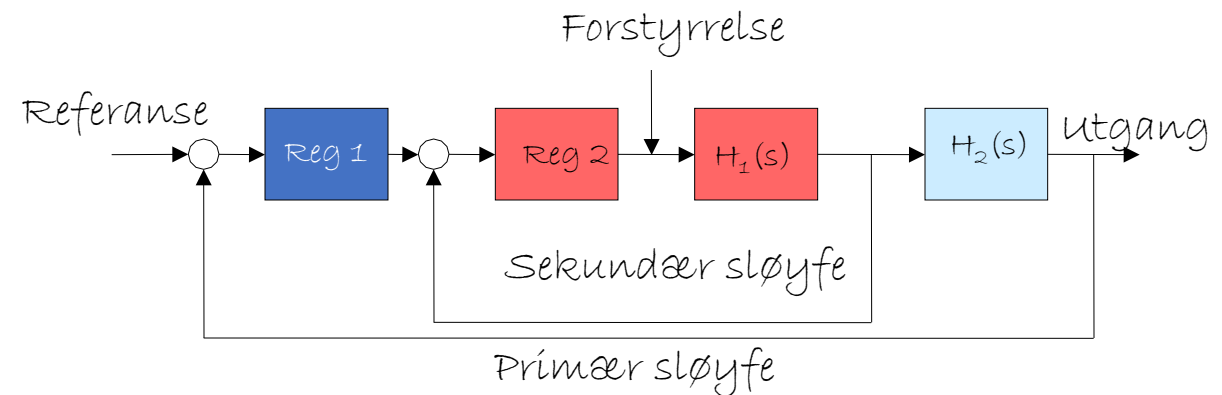 Forstyrrelse
Referanse
Reg 1
Reg 2
H₁(s)
H₂(s)
Utgang
Sekundær sløyfe
Primær sløyfe